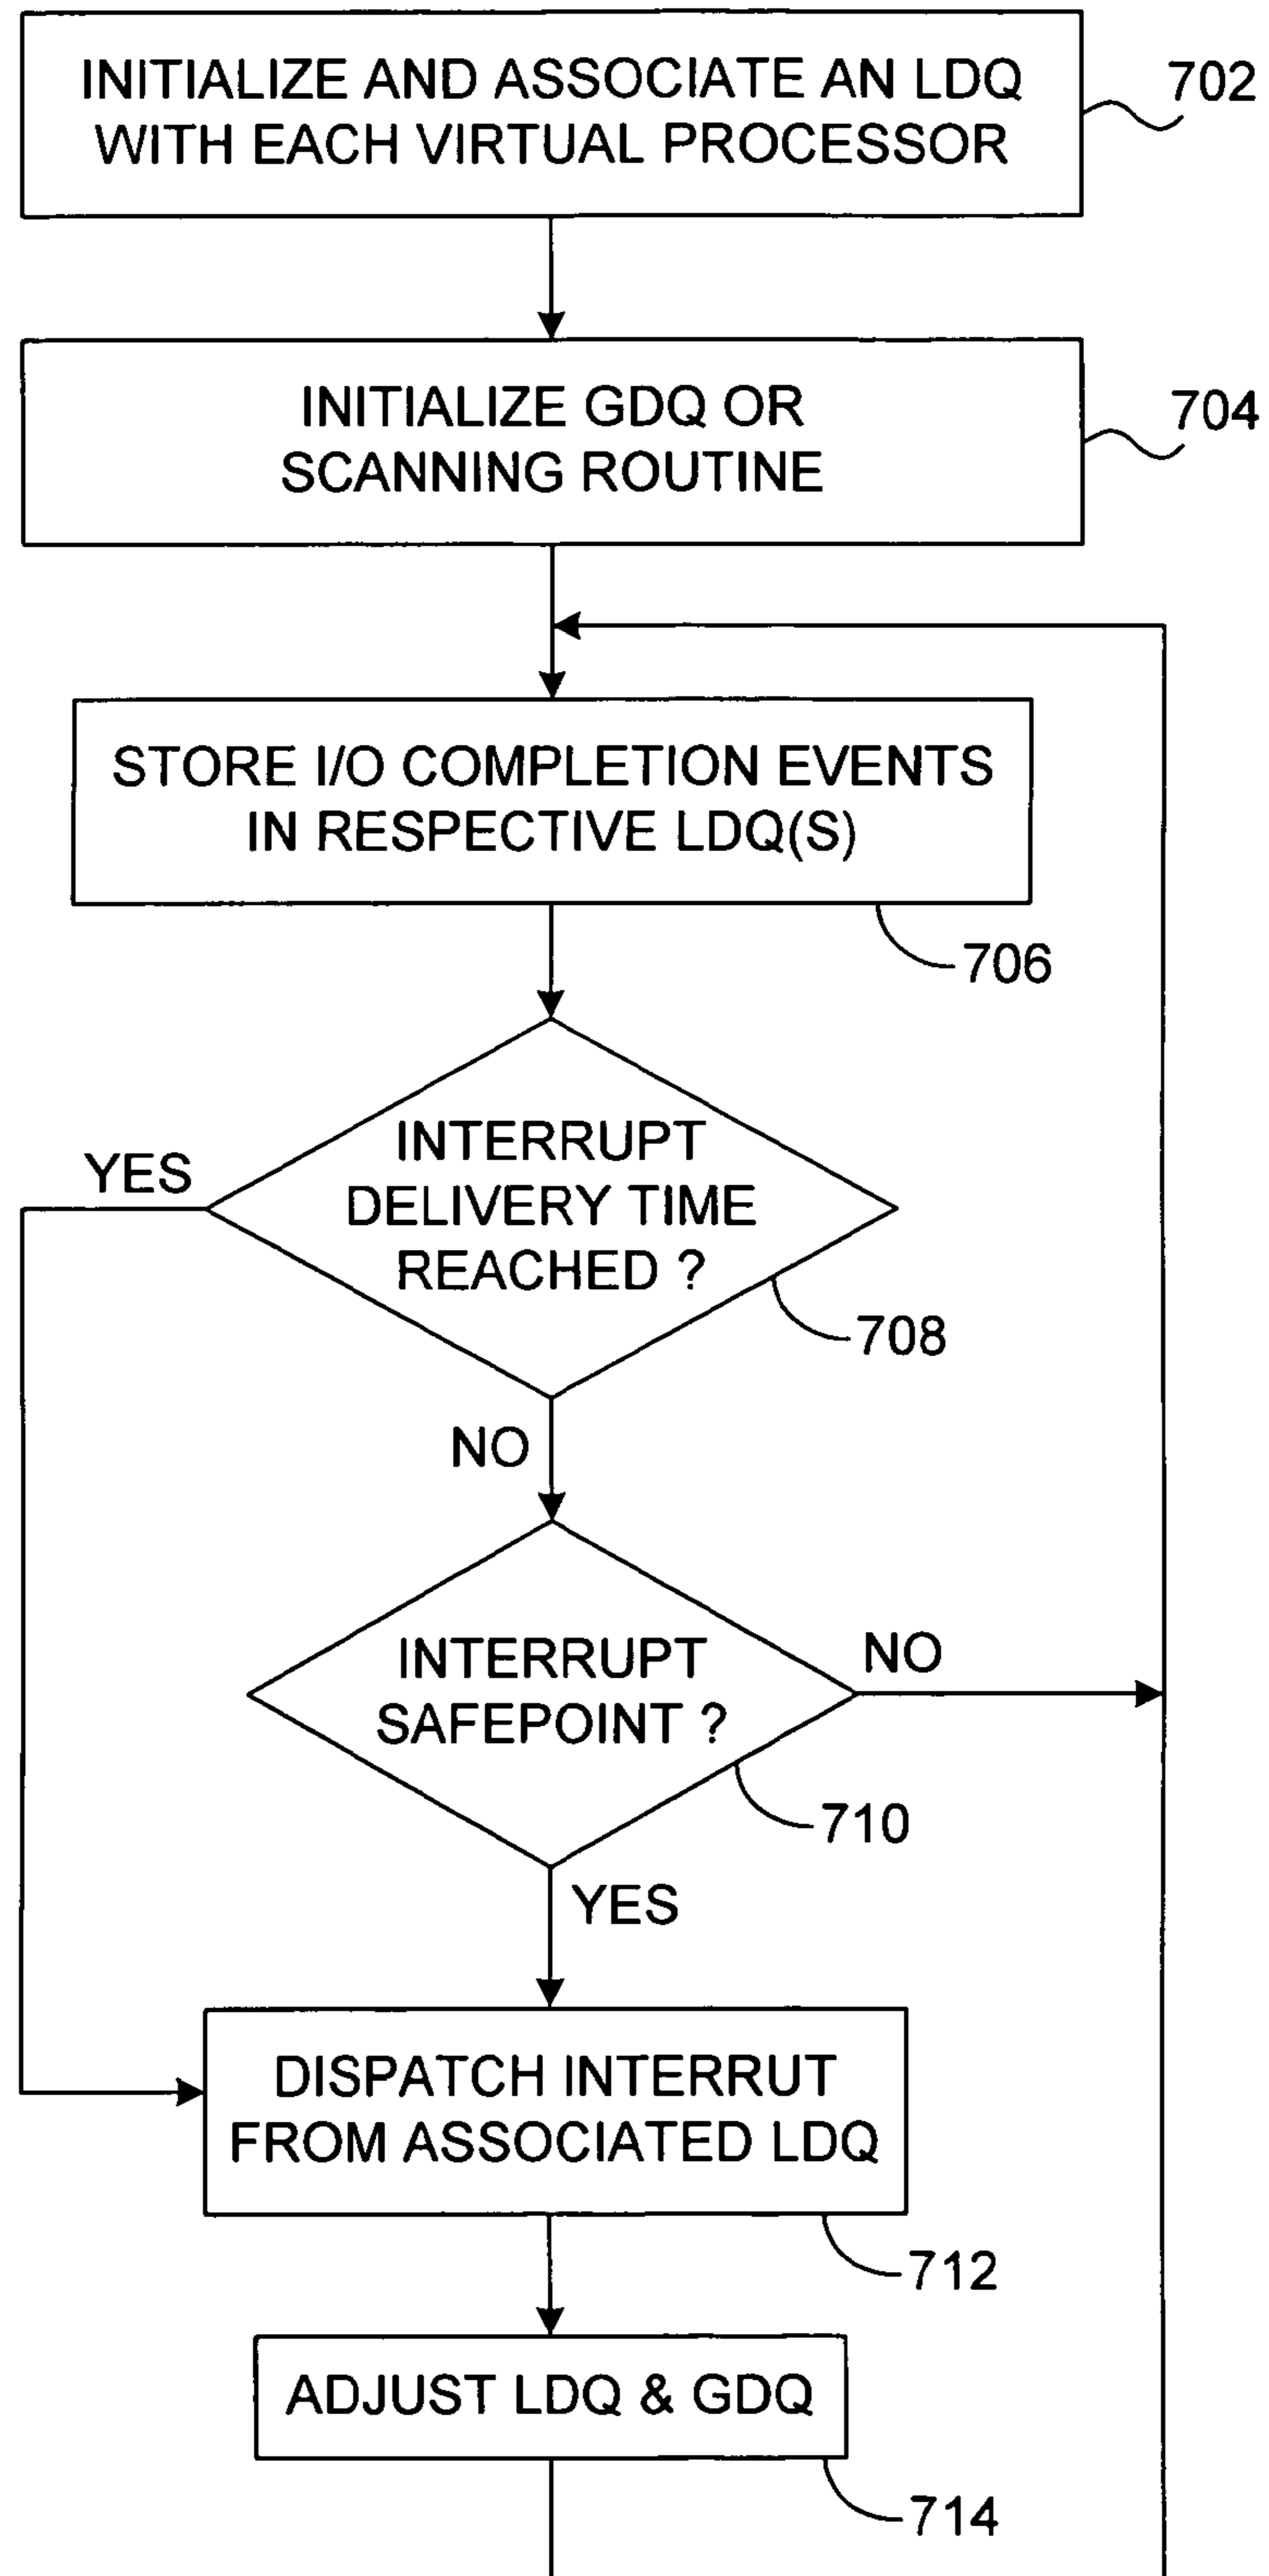 INITIALIZE AND ASSOCIATE AN LDQ
WITH EACH VIRTUAL PROCESSOR
702
INITIALIZE GDQ OR
SCANNING ROUTINE
704
STORE I/O COMPLETION EVENTS
IN RESPECTIVE LDQ(S)
706
INTERRUPT
DELIVERY TIME
REACHED ?
YES
708
NO
INTERRUPT
SAFEPOINT ?
NO
710
YES
DISPATCH INTERRUT
FROM ASSOCIATED LDQ
712
ADJUST LDQ & GDQ
714